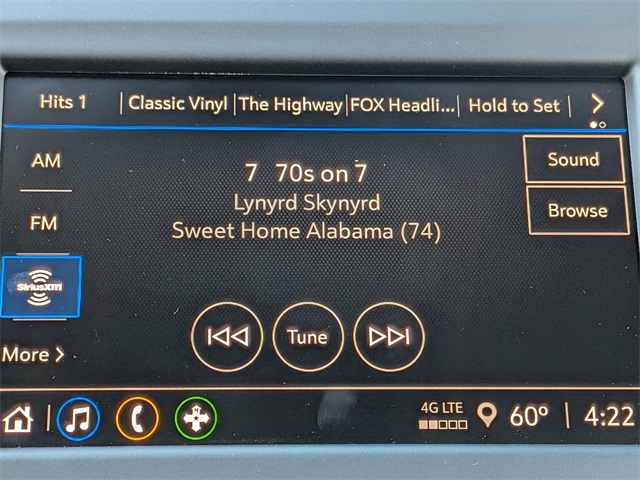 Hits 1 Classic Vinyl The Highway FOX Headli... Hold to Set
AM
7 70s on 7
Sound
Lynyrd Skynyrd
Browse
FM
Sweet Home Alabama (74)
SiriusXM
Tune
More
4G LTE 60° 4:22